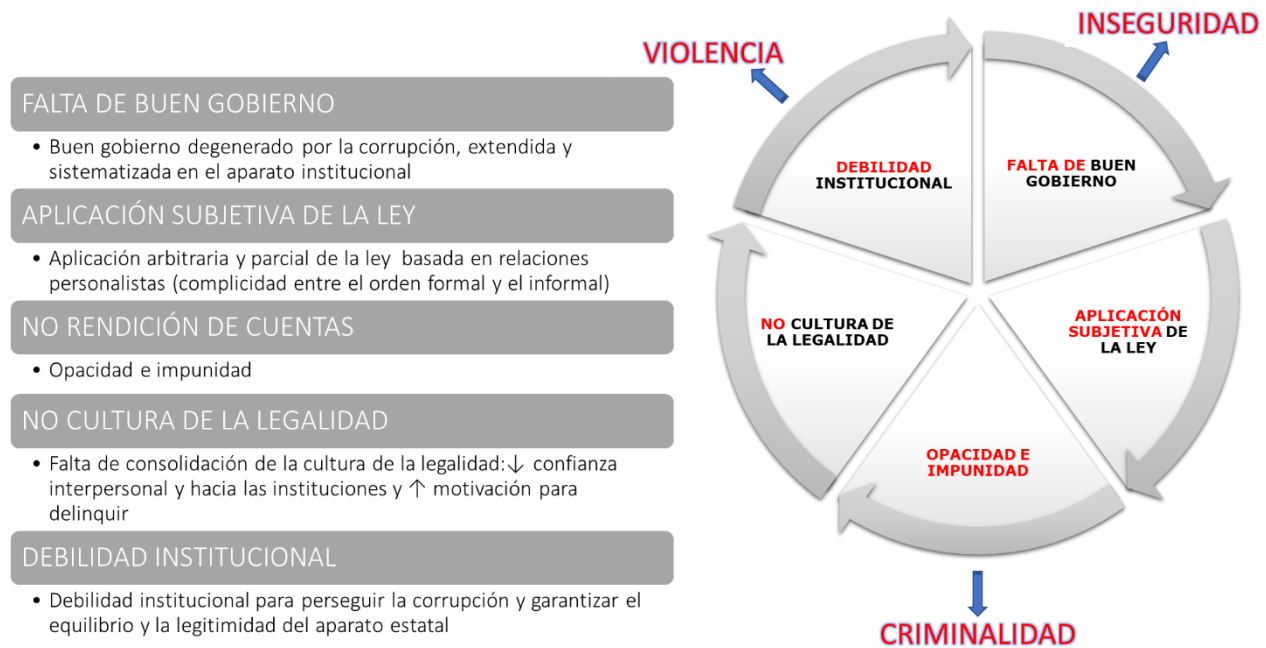 FALTA DE BUEN GOBIERNO
• Buen gobierno degenerado por la corrupción, extendida y
sistematizada en el aparato institucional
APLICACIÓN SUBJETIVA DE LA LEY
• Aplicación arbitraria y parcial de la ley basada en relaciones
personalistas (complicidad entre el orden formal y el informal)
NO RENDICIÓN DE CUENTAS
• Opacidad e impunidad
NO CULTURA DE LA LEGALIDAD
• Falta de consolidación de la cultura de la legalidad:↓ confianza
interpersonal y hacia las instituciones y ↑ motivación para
delinquir
DEBILIDAD INSTITUCIONAL
• Debilidad institucional para perseguir la corrupción y garantizar el
equilibrio y la legitimidad del aparato estatal
VIOLENCIA
INSEGURIDAD
DEBILIDAD
INSTITUCIONAL
FALTA DE BUEN
GOBIERNO
NO CULTURA DE
LA LEGALIDAD
APLICACIÓN
SUBJETIVA DE
LA LEY
OPACIDAD E
IMPUNIDAD
CRIMINALIDAD